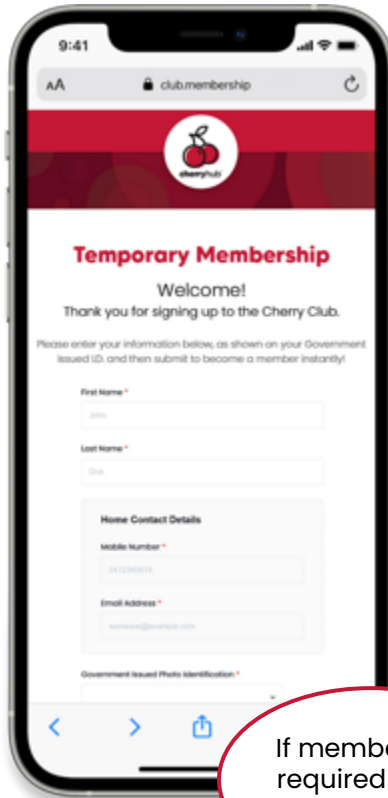 9:41
AA club.membership
cherryhub
Temporary Membership
Welcome!
Thank you for signing up to the Cherry Club.
Please enter your information below, as shown on your Government
issued I.D. and then submit to become a member instantly!
First Name *
John
Last Name *
Doe
Home Contact Details
Mobile Number *
Email Address *
someone@example.com
Government Issued Photo Identification *
If membe
required